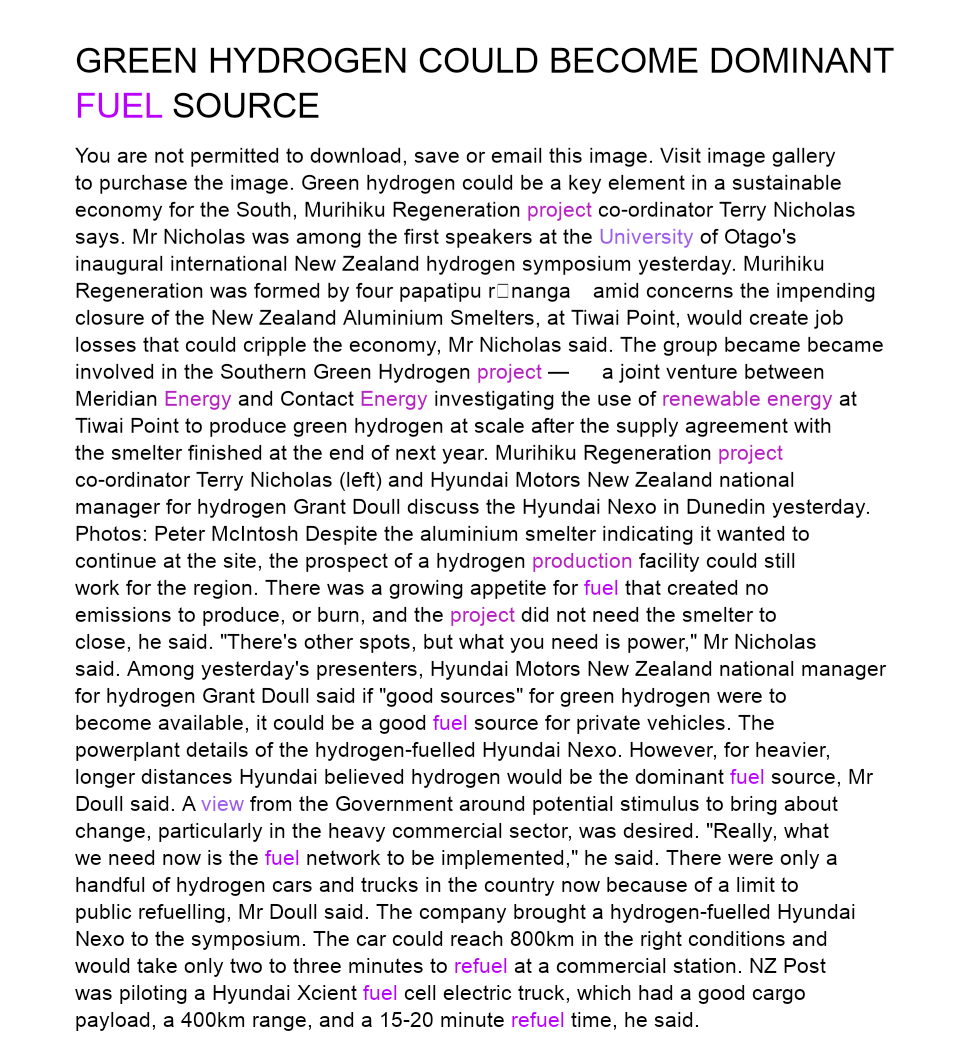 GREEN HYDROGEN COULD BECOME DOMINANT
FUEL SOURCE
You are not permitted to download, save or email this image. Visit image gallery
to purchase the image. Green hydrogen could be a key element in a sustainable
economy for the South, Murihiku Regeneration project co-ordinator Terry Nicholas
says. Mr Nicholas was among the first speakers at the University of Otago's
inaugural international New Zealand hydrogen symposium yesterday. Murihiku
Regeneration was formed by four papatipu r□nanga amid concerns the impending
closure of the New Zealand Aluminium Smelters, at Tiwai Point, would create job
losses that could cripple the economy, Mr Nicholas said. The group became became
involved in the Southern Green Hydrogen project — a joint venture between
Meridian Energy and Contact Energy investigating the use of renewable energy at
Tiwai Point to produce green hydrogen at scale after the supply agreement with
the smelter finished at the end of next year. Murihiku Regeneration project
co-ordinator Terry Nicholas (left) and Hyundai Motors New Zealand national
manager for hydrogen Grant Doull discuss the Hyundai Nexo in Dunedin yesterday.
Photos: Peter McIntosh Despite the aluminium smelter indicating it wanted to
continue at the site, the prospect of a hydrogen production facility could still
work for the region. There was a growing appetite for fuel that created no
emissions to produce, or burn, and the project did not need the smelter to
close, he said. "There's other spots, but what you need is power," Mr Nicholas
said. Among yesterday's presenters, Hyundai Motors New Zealand national manager
for hydrogen Grant Doull said if "good sources" for green hydrogen were to
become available, it could be a good fuel source for private vehicles. The
powerplant details of the hydrogen-fuelled Hyundai Nexo. However, for heavier,
longer distances Hyundai believed hydrogen would be the dominant fuel source, Mr
Doull said. A view from the Government around potential stimulus to bring about
change, particularly in the heavy commercial sector, was desired. "Really, what
we need now is the fuel network to be implemented," he said. There were only a
handful of hydrogen cars and trucks in the country now because of a limit to
public refuelling, Mr Doull said. The company brought a hydrogen-fuelled Hyundai
Nexo to the symposium. The car could reach 800km in the right conditions and
would take only two to three minutes to refuel at a commercial station. NZ Post
was piloting a Hyundai Xcient fuel cell electric truck, which had a good cargo
payload, a 400km range, and a 15-20 minute refuel time, he said.